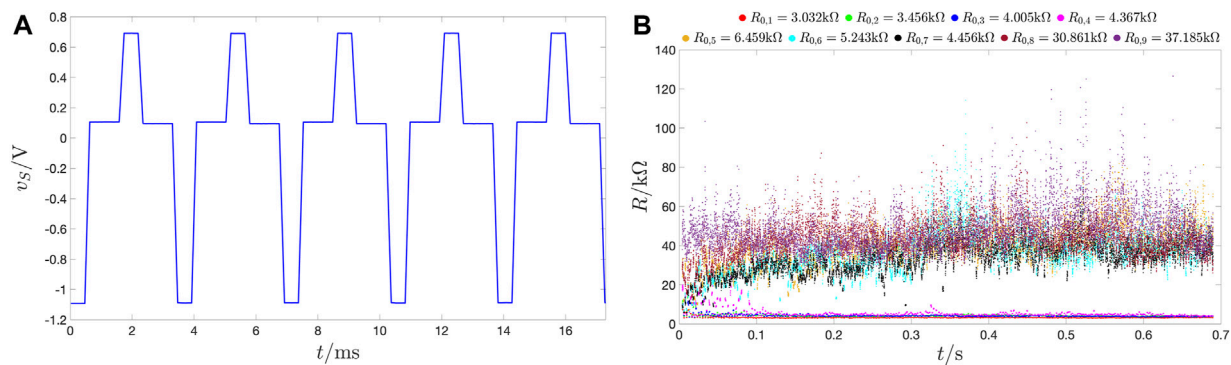 A
0.8
0.6
0.4
0.2
0
-0.2
-0.4
-0.6
-0.8
-1
-1.2
v_S/V
0 2 4 6 8 10 12 14 16
t/ms
B
R_{0,1} = 3.032kΩ R_{0,2} = 3.456kΩ R_{0,3} = 4.005kΩ R_{0,4} = 4.367kΩ
R_{0,5} = 6.459kΩ R_{0,6} = 5.243kΩ R_{0,7} = 4.456kΩ R_{0,8} = 30.861kΩ R_{0,9} = 37.185kΩ
140
120
100
80
60
40
20
0
R/kΩ
0 0.1 0.2 0.3 0.4 0.5 0.6 0.7
t/s